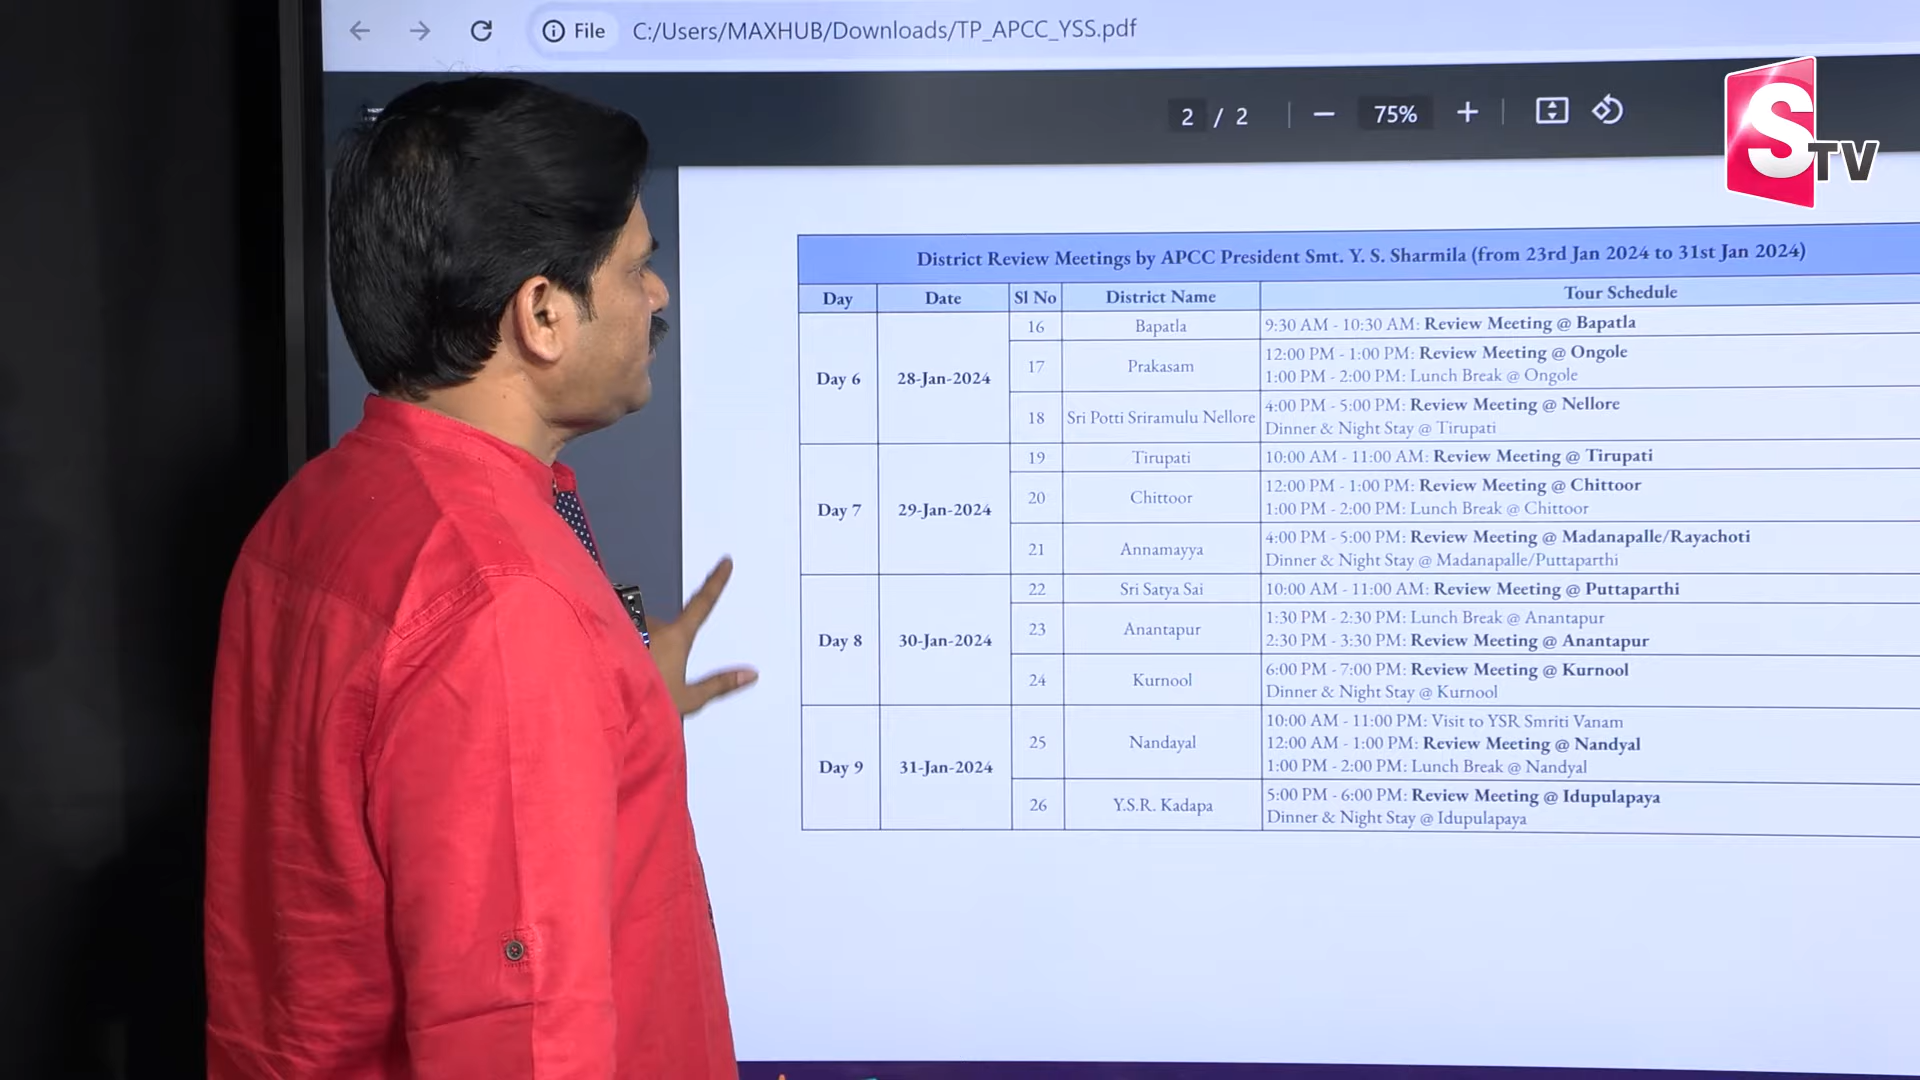 File C:/Users/MAXHUB/Downloads/TP_APCC_YSS.pdf
2 / 2 75%
S TV
District Review Meetings by APCC President Smt. Y. S. Sharmila (from 23rd Jan 2024 to 31st Jan 2024)
Day Date Sl No District Name Tour Schedule
Day 6 28-Jan-2024
16 Bapatla 9:30 AM - 10:30 AM: Review Meeting @ Bapatla
17 Prakasam 12:00 PM - 1:00 PM: Review Meeting @ Ongole
1:00 PM - 2:00 PM: Lunch Break @ Ongole
18 Sri Potti Sriramulu Nellore 4:00 PM - 5:00 PM: Review Meeting @ Nellore
Dinner & Night Stay @ Tirupati
Day 7 29-Jan-2024
19 Tirupati 10:00 AM - 11:00 AM: Review Meeting @ Tirupati
20 Chittoor 12:00 PM - 1:00 PM: Review Meeting @ Chittoor
1:00 PM - 2:00 PM: Lunch Break @ Chittoor
21 Annamayya 4:00 PM - 5:00 PM: Review Meeting @ Madanapalle/Rayachoti
Dinner & Night Stay @ Madanapalle/Puttaparthi
Day 8 30-Jan-2024
22 Sri Satya Sai 10:00 AM - 11:00 AM: Review Meeting @ Puttaparthi
23 Anantapur 1:30 PM - 2:30 PM: Lunch Break @ Anantapur
2:30 PM - 3:30 PM: Review Meeting @ Anantapur
24 Kurnool 6:00 PM - 7:00 PM: Review Meeting @ Kurnool
Dinner & Night Stay @ Kurnool
Day 9 31-Jan-2024
25 Nandayal 10:00 AM - 11:00 PM: Visit to YSR Smriti Vanam
12:00 AM - 1:00 PM: Review Meeting @ Nandyal
1:00 PM - 2:00 PM: Lunch Break @ Nandyal
26 Y.S.R. Kadapa 5:00 PM - 6:00 PM: Review Meeting @ Idupulapaya
Dinner & Night Stay @ Idupulapaya